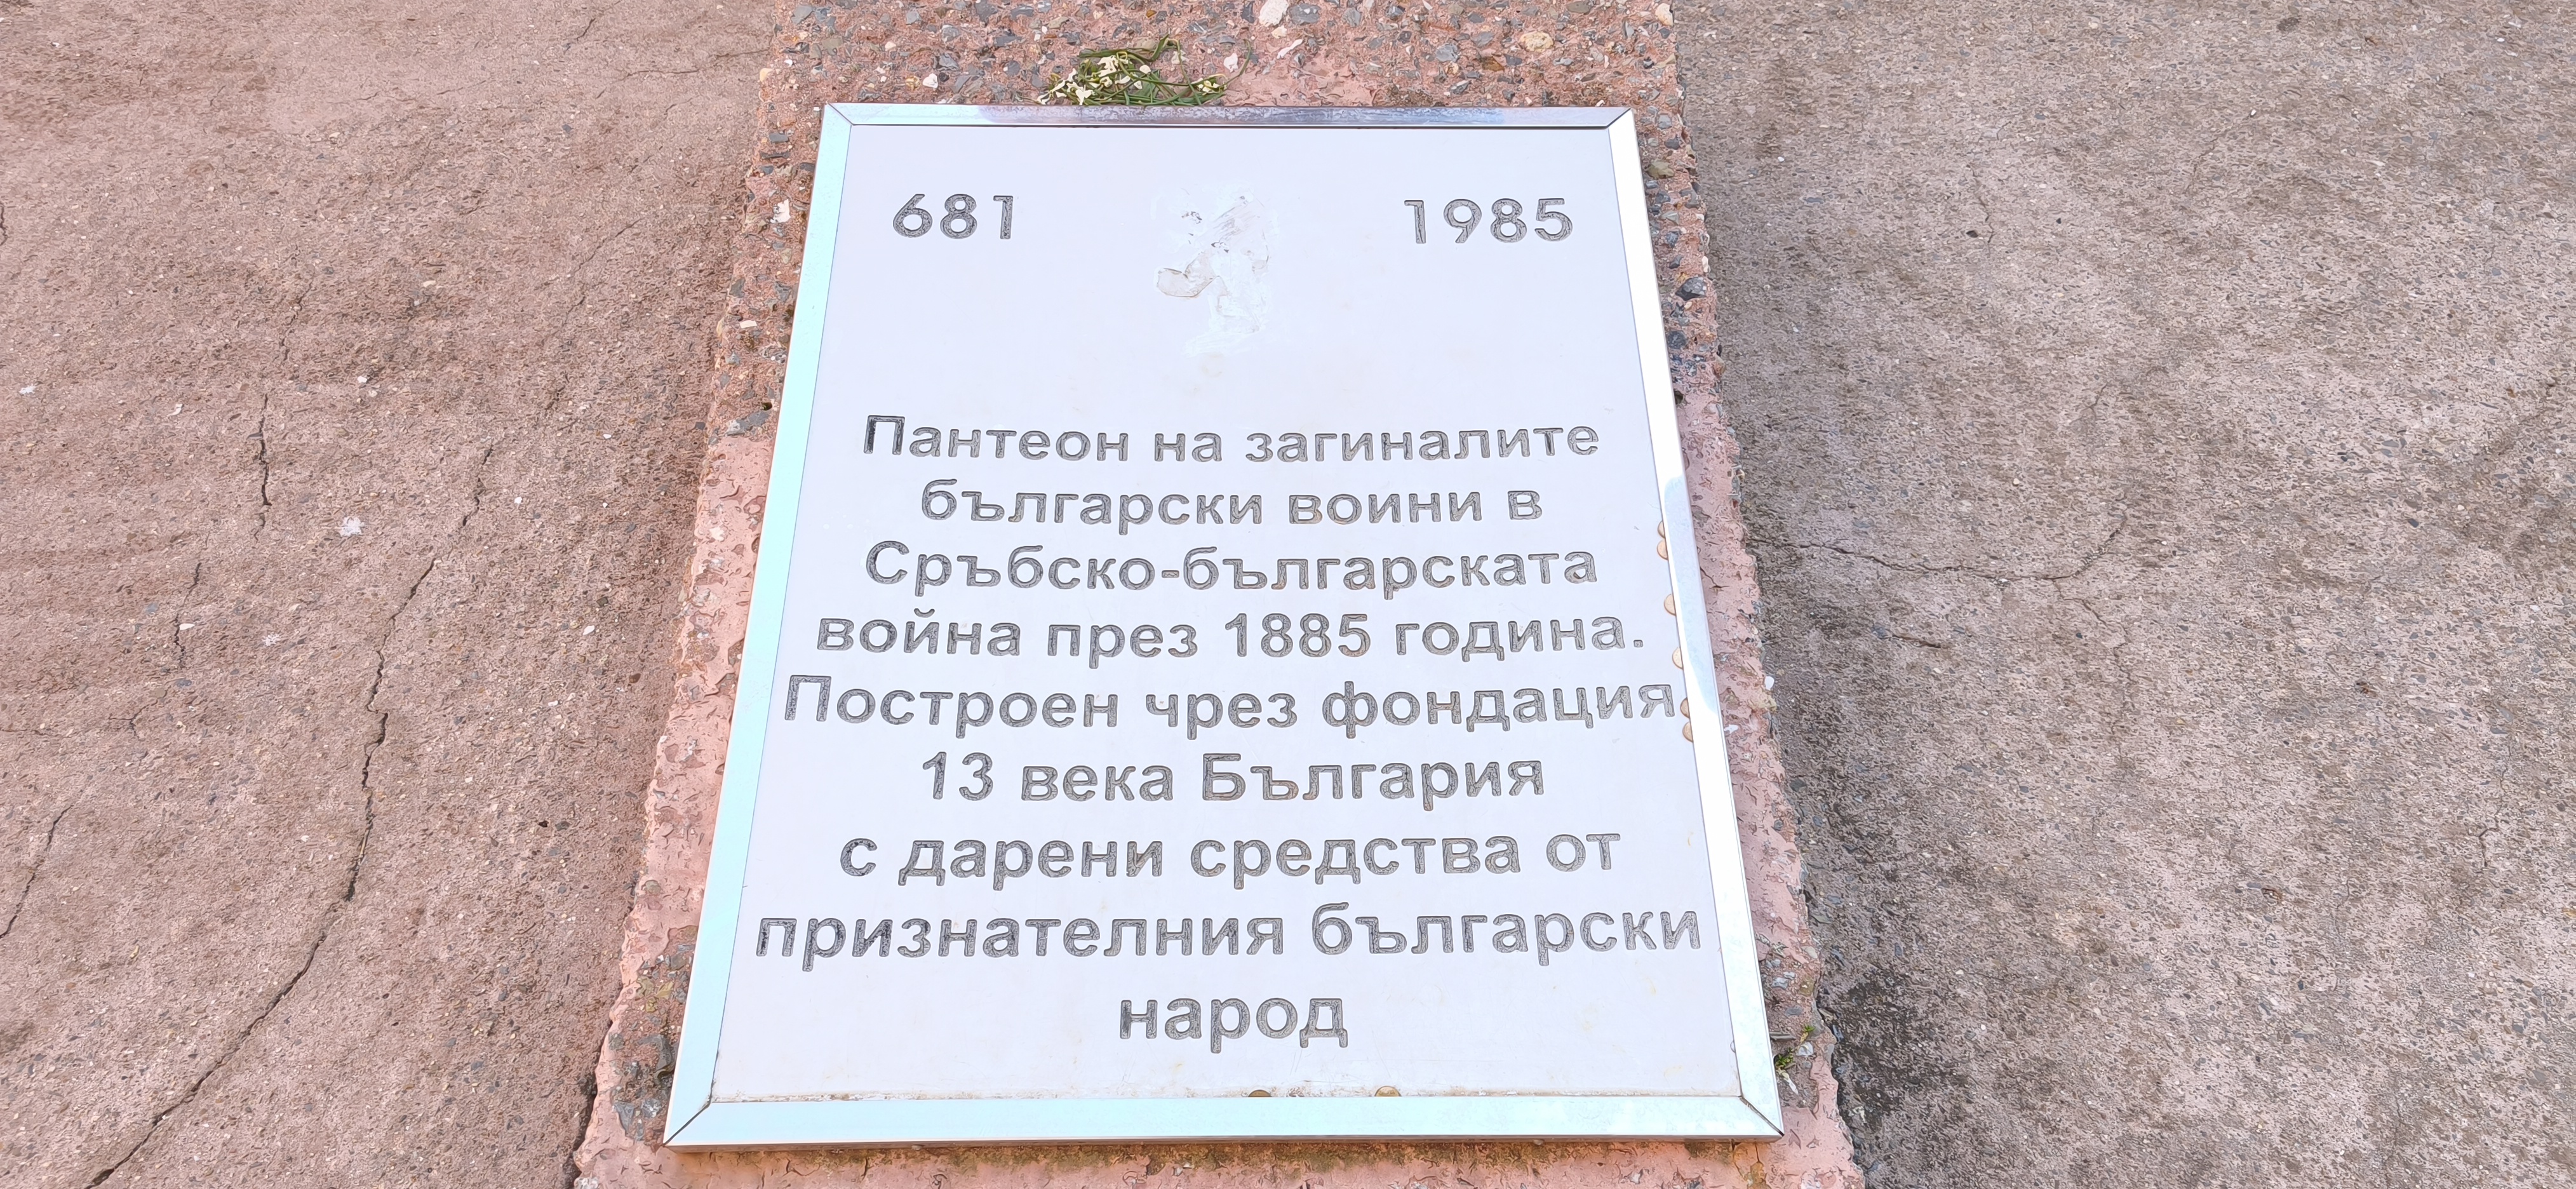 681 1985
Пантеон на загиналите
български воини в
Сръбско-българската
война през 1885 година.
Построен чрез фондация
13 века България
с дарени средства от
признателния български
народ